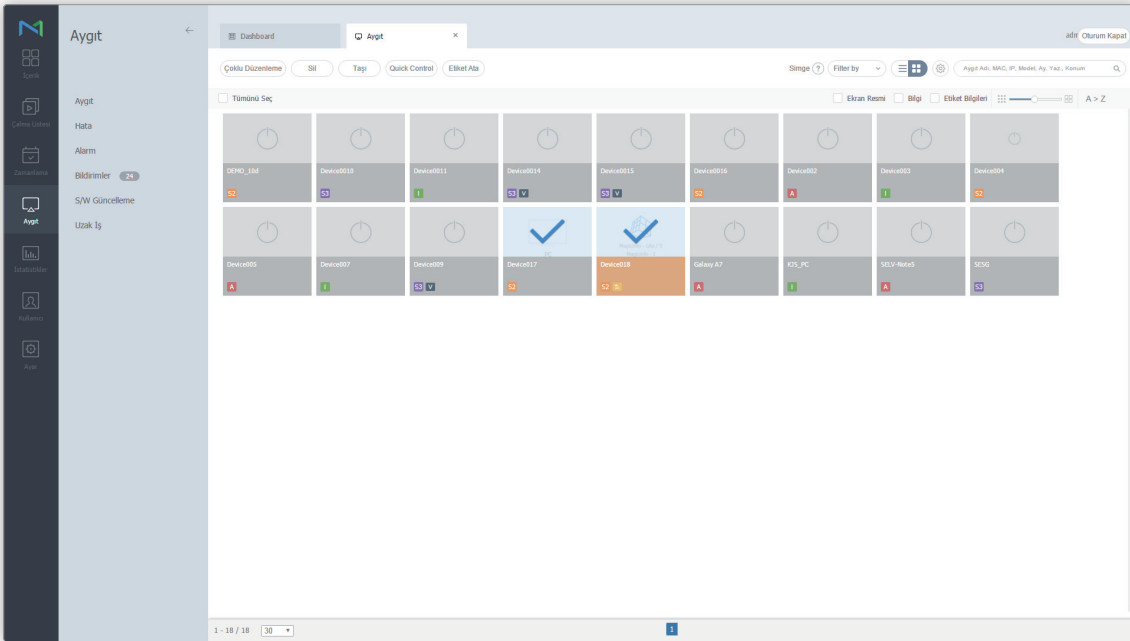 Aygıt
Dashboard
Aygıt
Oturum Kapat
İçerik
Çalma Listesi
Zamanlama
Aygıt
İstatistikler
Kullanıcı
Ayar
Aygıt
Hata
Alarm
Bildirimler 24
S/W Güncelleme
Uzak İş
Çoklu Düzenleme Sil Taşı Quick Control Etiket Ata
Simge ? Filter by
Aygıt Adı, MAC, IP, Model, Ay. Yaz., Konum
Tümünü Seç
Ekran Resmi Bilgi Etiket Bilgileri A > Z
DEMO_10d Device0010 Device0011 Device0014 Device0015 Device0016 Device002 Device003 Device004
S2 S3 I S3 V S3 V S2 A I S2
Device005 Device007 Device009 Device017 Device018 Galaxy A7 KJS_PC SELV-Note5 SESG
A I S3 V S2 S2 S A I A S3
1 - 18 / 18 30 1